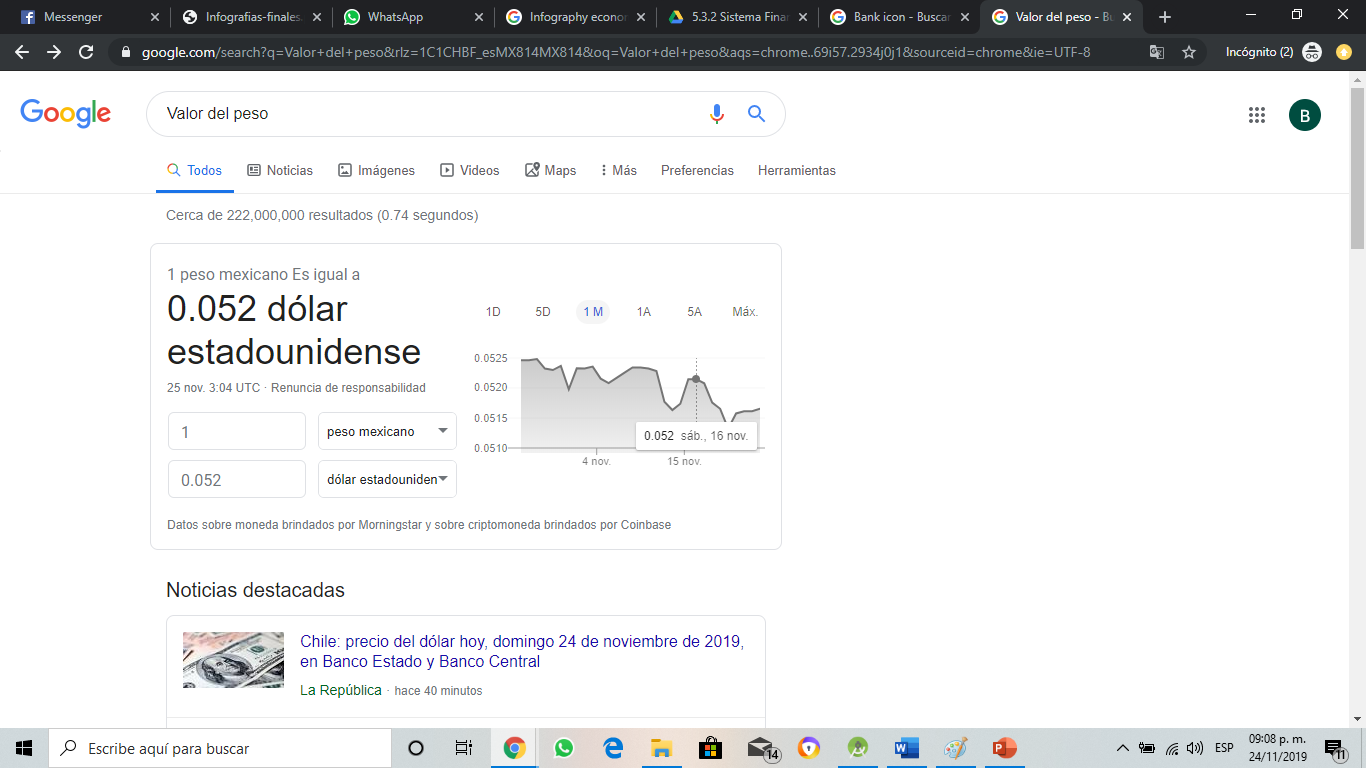 Messenger
Infografias-finales.
WhatsApp
Infography econo
5.3.2 Sistema Finan
Bank icon - Buscar
Valor del peso - Bu
google.com/search?q=Valor+del+peso&rlz=1C1CHBF_esMX814MX814&oq=Valor+del+peso&aqs=chrome..69i57.2934j0j1&sourceid=chrome&ie=UTF-8
Incógnito (2)
Google
Valor del peso
B
Todos
Noticias
Imágenes
Videos
Maps
Más
Preferencias
Herramientas
Cerca de 222,000,000 resultados (0.74 segundos)
1 peso mexicano Es igual a
0.052 dólar
estadounidense
25 nov. 3:04 UTC · Renuncia de responsabilidad
1
peso mexicano
0.052
dólar estadouniden
1D
5D
1 M
1A
5A
Máx.
0.0525
0.0520
0.0515
0.0510
0.052 sáb., 16 nov.
4 nov.
15 nov.
Datos sobre moneda brindados por Morningstar y sobre criptomoneda brindados por Coinbase
Noticias destacadas
Chile: precio del dólar hoy, domingo 24 de noviembre de 2019,
en Banco Estado y Banco Central
La República · hace 40 minutos
Escribe aquí para buscar
14
ESP
09:08 p. m.
24/11/2019
11